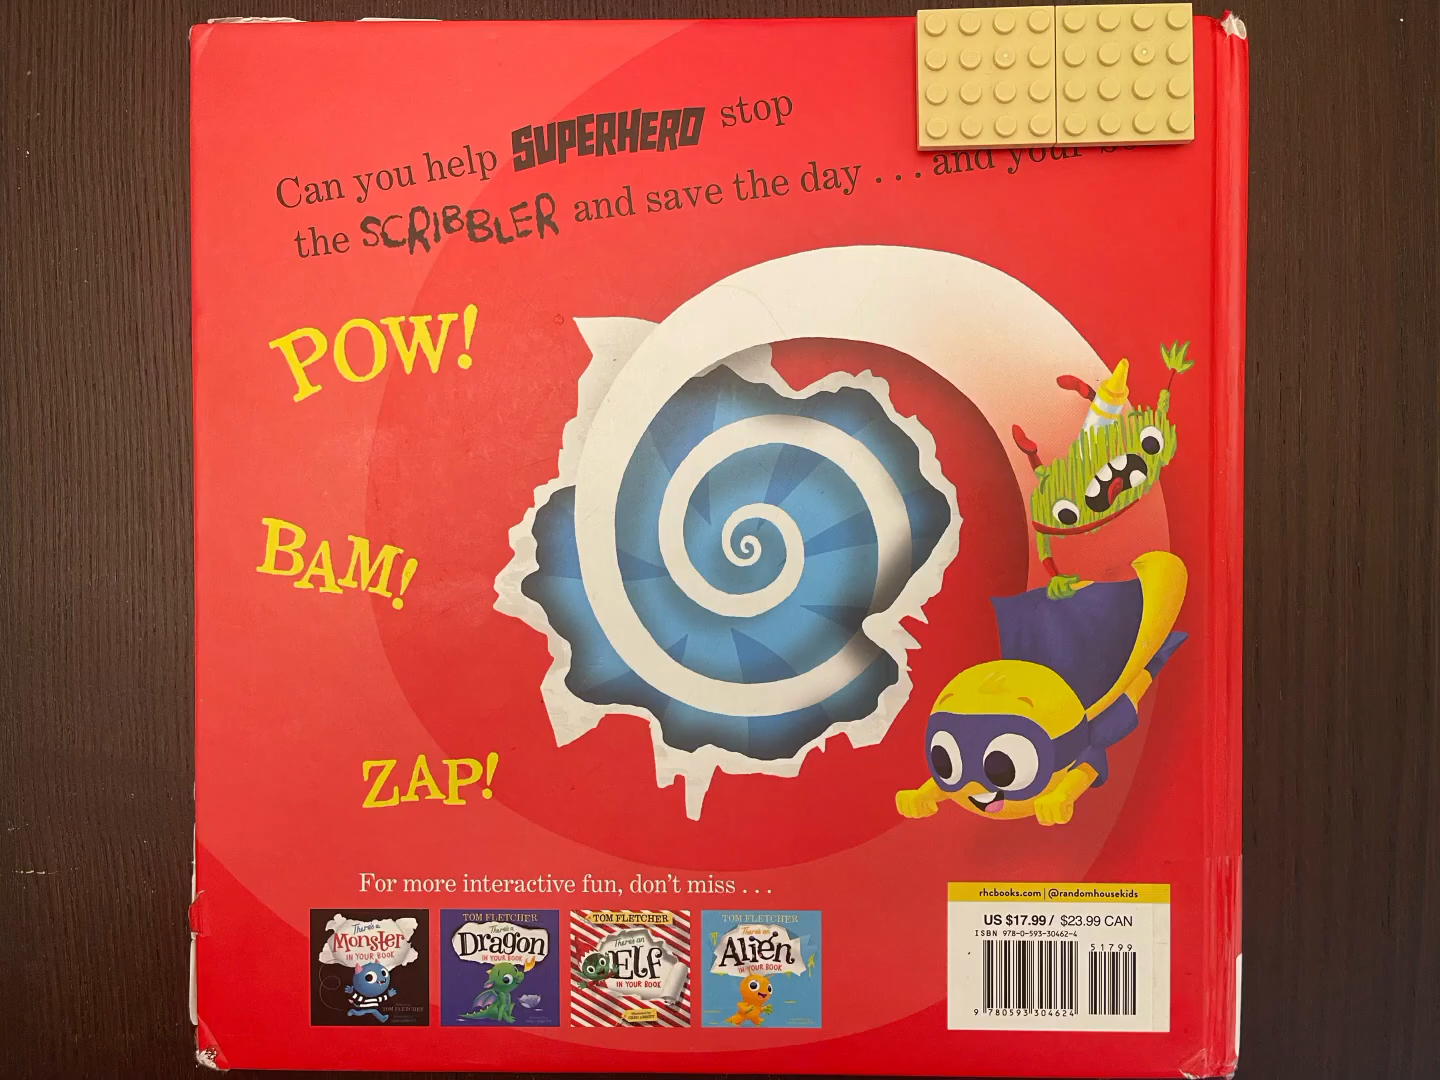 Can you help SUPERHERO stop
the SCRIBBLER and save the day . . . and your
POW!
BAM!
ZAP!
For more interactive fun, don't miss . . .
There's a
Monster
IN YOUR BOOK
TOM FLETCHER
TOM FLETCHER
There's a
Dragon
IN YOUR BOOK
TOM FLETCHER
There's an
Elf
IN YOUR BOOK
TOM FLETCHER
There's an
Alien
IN YOUR BOOK
rhcbooks.com | @randomhousekids
US $17.99 / $23.99 CAN
ISBN 978-0-593-30462-4
51799
9 780593 304624